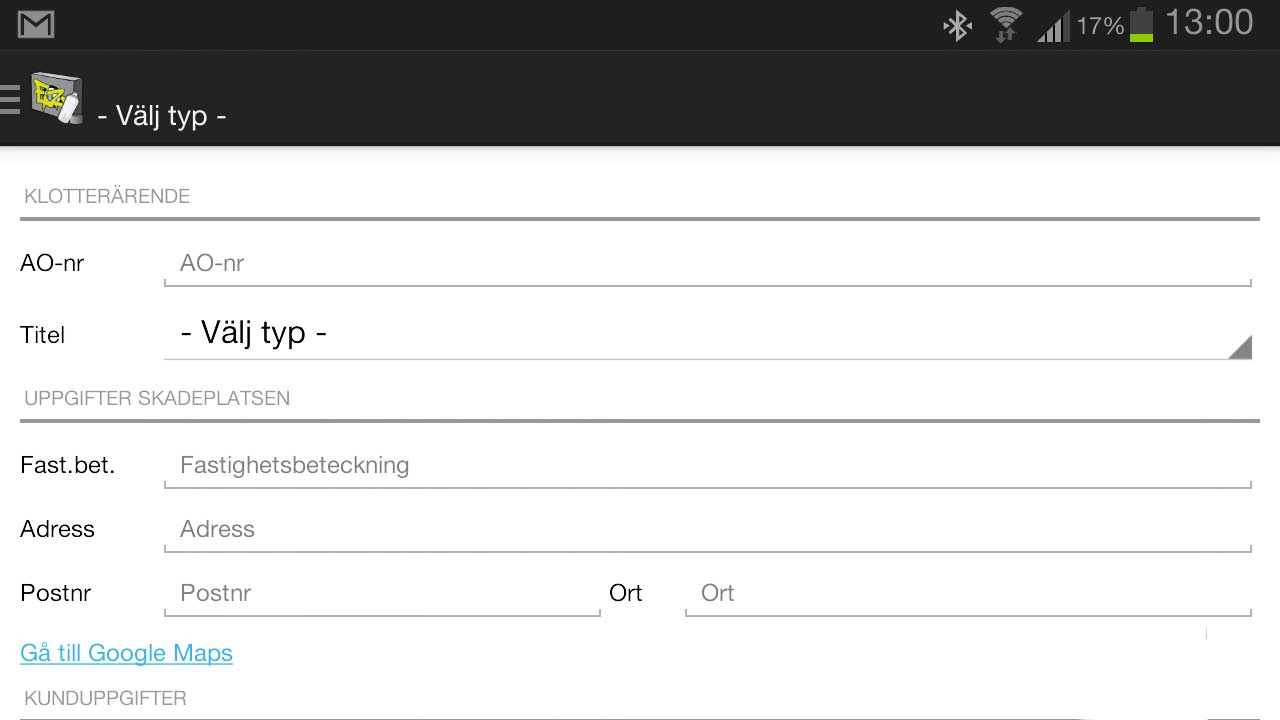 17% 13:00
- Välj typ -
KLOTTERÄRENDE
AO-nr AO-nr
Titel - Välj typ -
UPPGIFTER SKADEPLATSEN
Fast.bet. Fastighetsbeteckning
Adress Adress
Postnr Postnr Ort Ort
Gå till Google Maps
KUNDUPPGIFTER